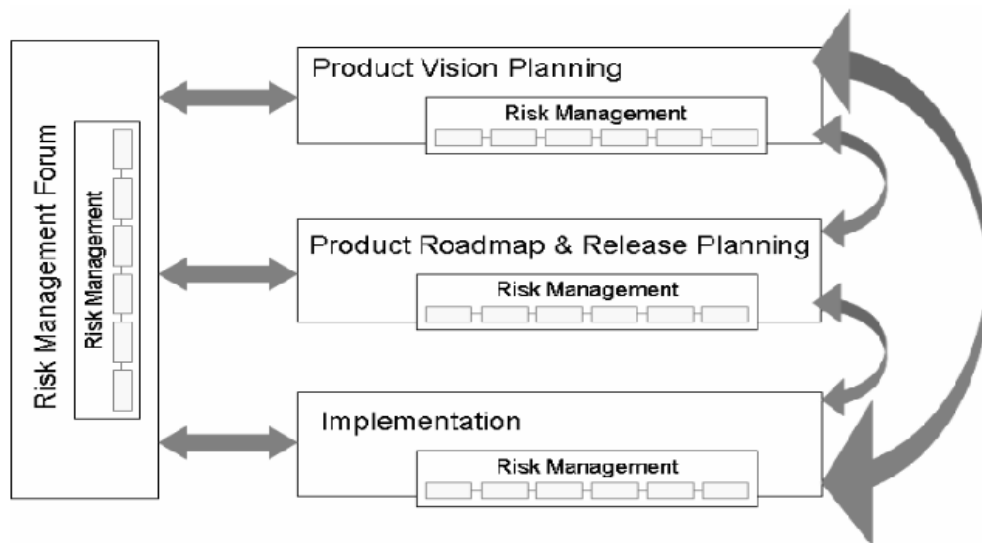 Risk Management Forum
Risk Management
Product Vision Planning
Risk Management
Product Roadmap & Release Planning
Risk Management
Implementation
Risk Management